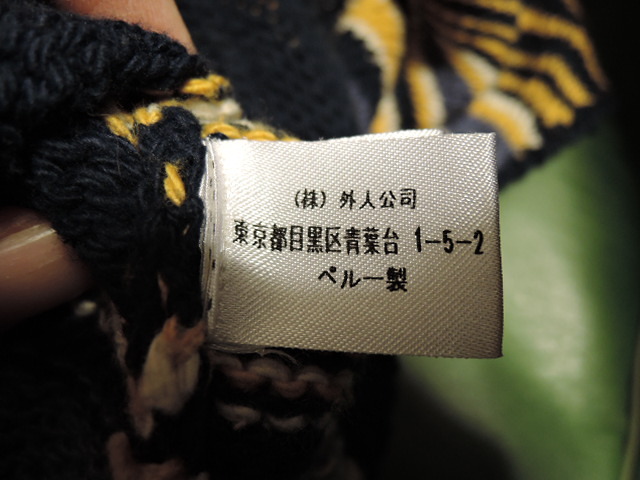 (株) 外人公司
東京都目黒区青葉台 1-5-2
ペルー製